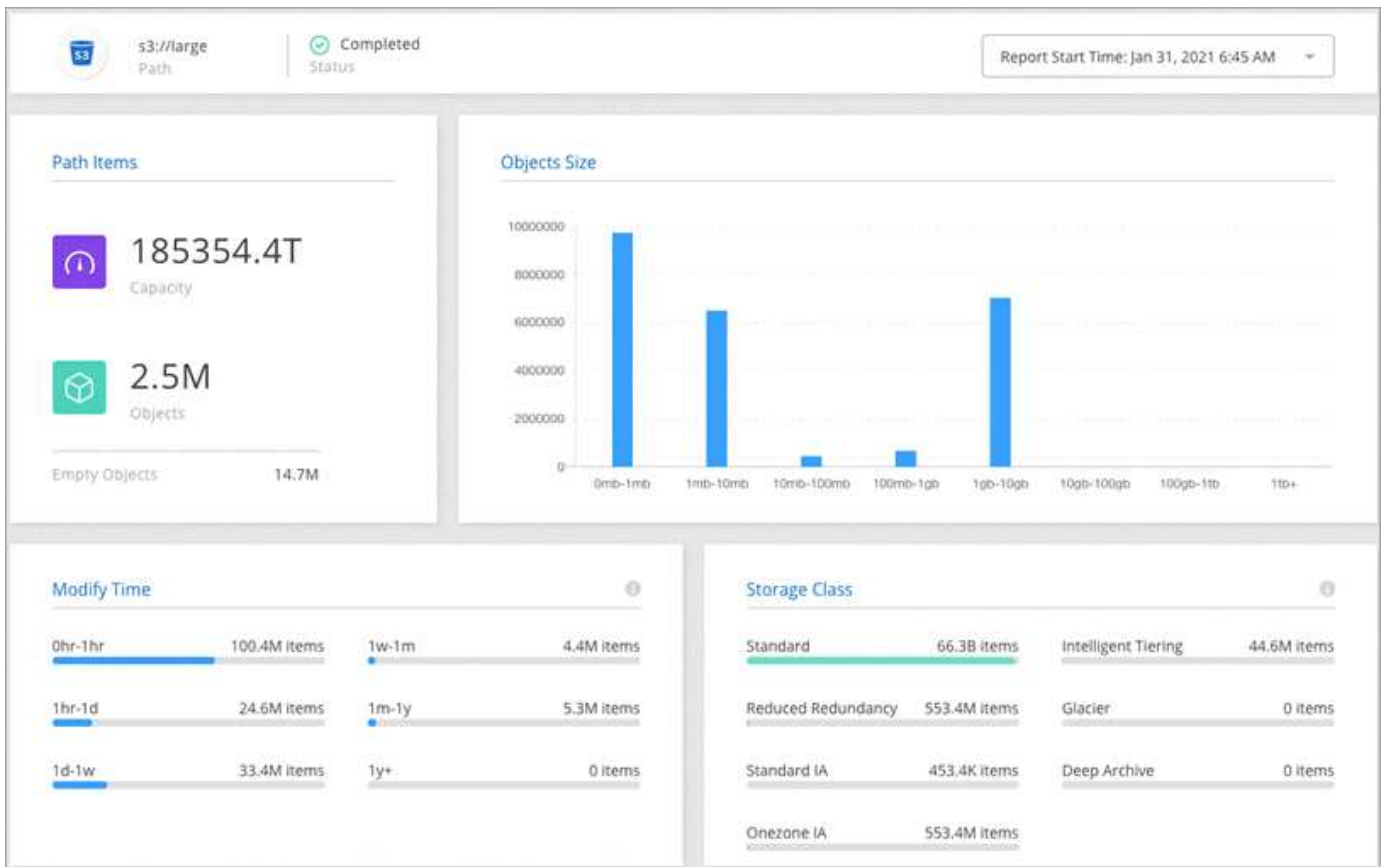 S3
s3://large
Path
Completed
Status
Report Start Time: Jan 31, 2021 6:45 AM
Path Items
185354.4T
Capacity
2.5M
Objects
Empty Objects 14.7M
Objects Size
10000000
8000000
6000000
4000000
2000000
0
0mb-1mb 1mb-10mb 10mb-100mb 100mb-1gb 1gb-10gb 10gb-100gb 100gb-1tb 1tb+
Modify Time
0hr-1hr 100.4M items 1w-1m 4.4M items
1hr-1d 24.6M items 1m-1y 5.3M items
1d-1w 33.4M items 1y+ 0 items
Storage Class
Standard 66.3B items Intelligent Tiering 44.6M items
Reduced Redundancy 553.4M items Glacier 0 items
Standard IA 453.4K items Deep Archive 0 items
Onezone IA 553.4M items